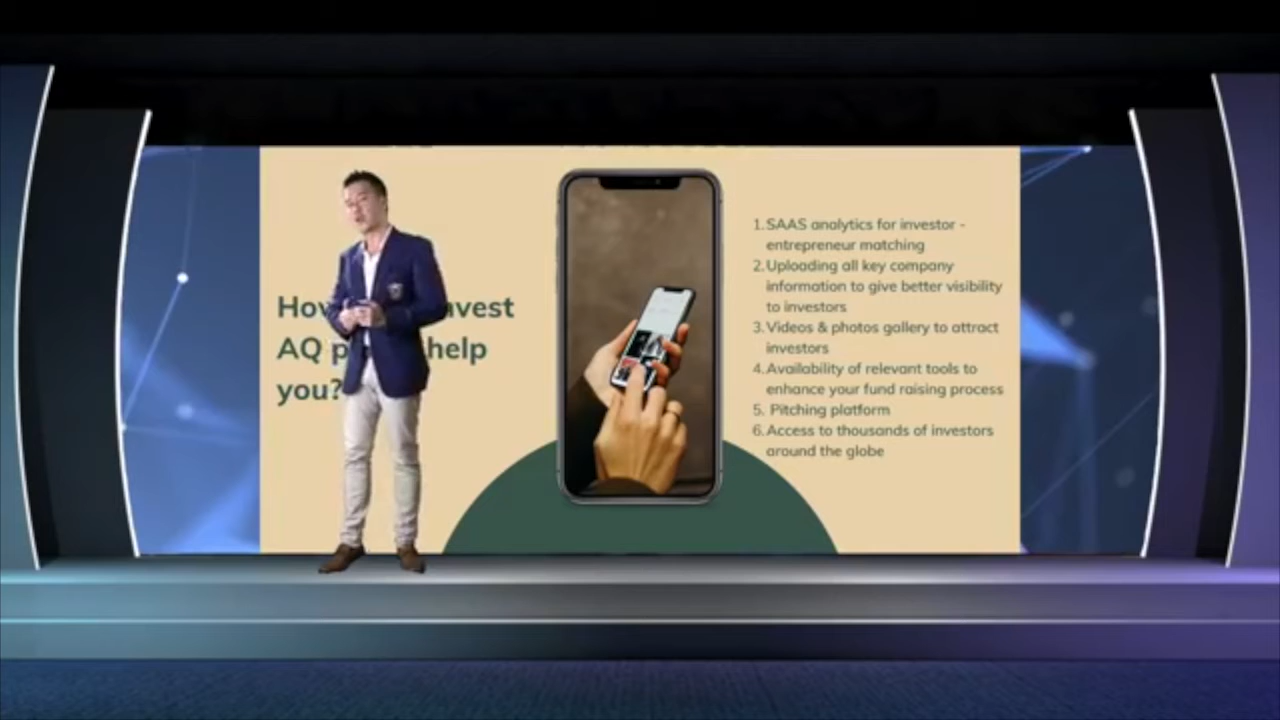 How nvest
AQ p help
you?
1. SAAS analytics for investor -
entrepreneur matching
2. Uploading all key company
information to give better visibility
to investors
3. Videos & photos gallery to attract
investors
4. Availability of relevant tools to
enhance your fund raising process
5. Pitching platform
6. Access to thousands of investors
around the globe